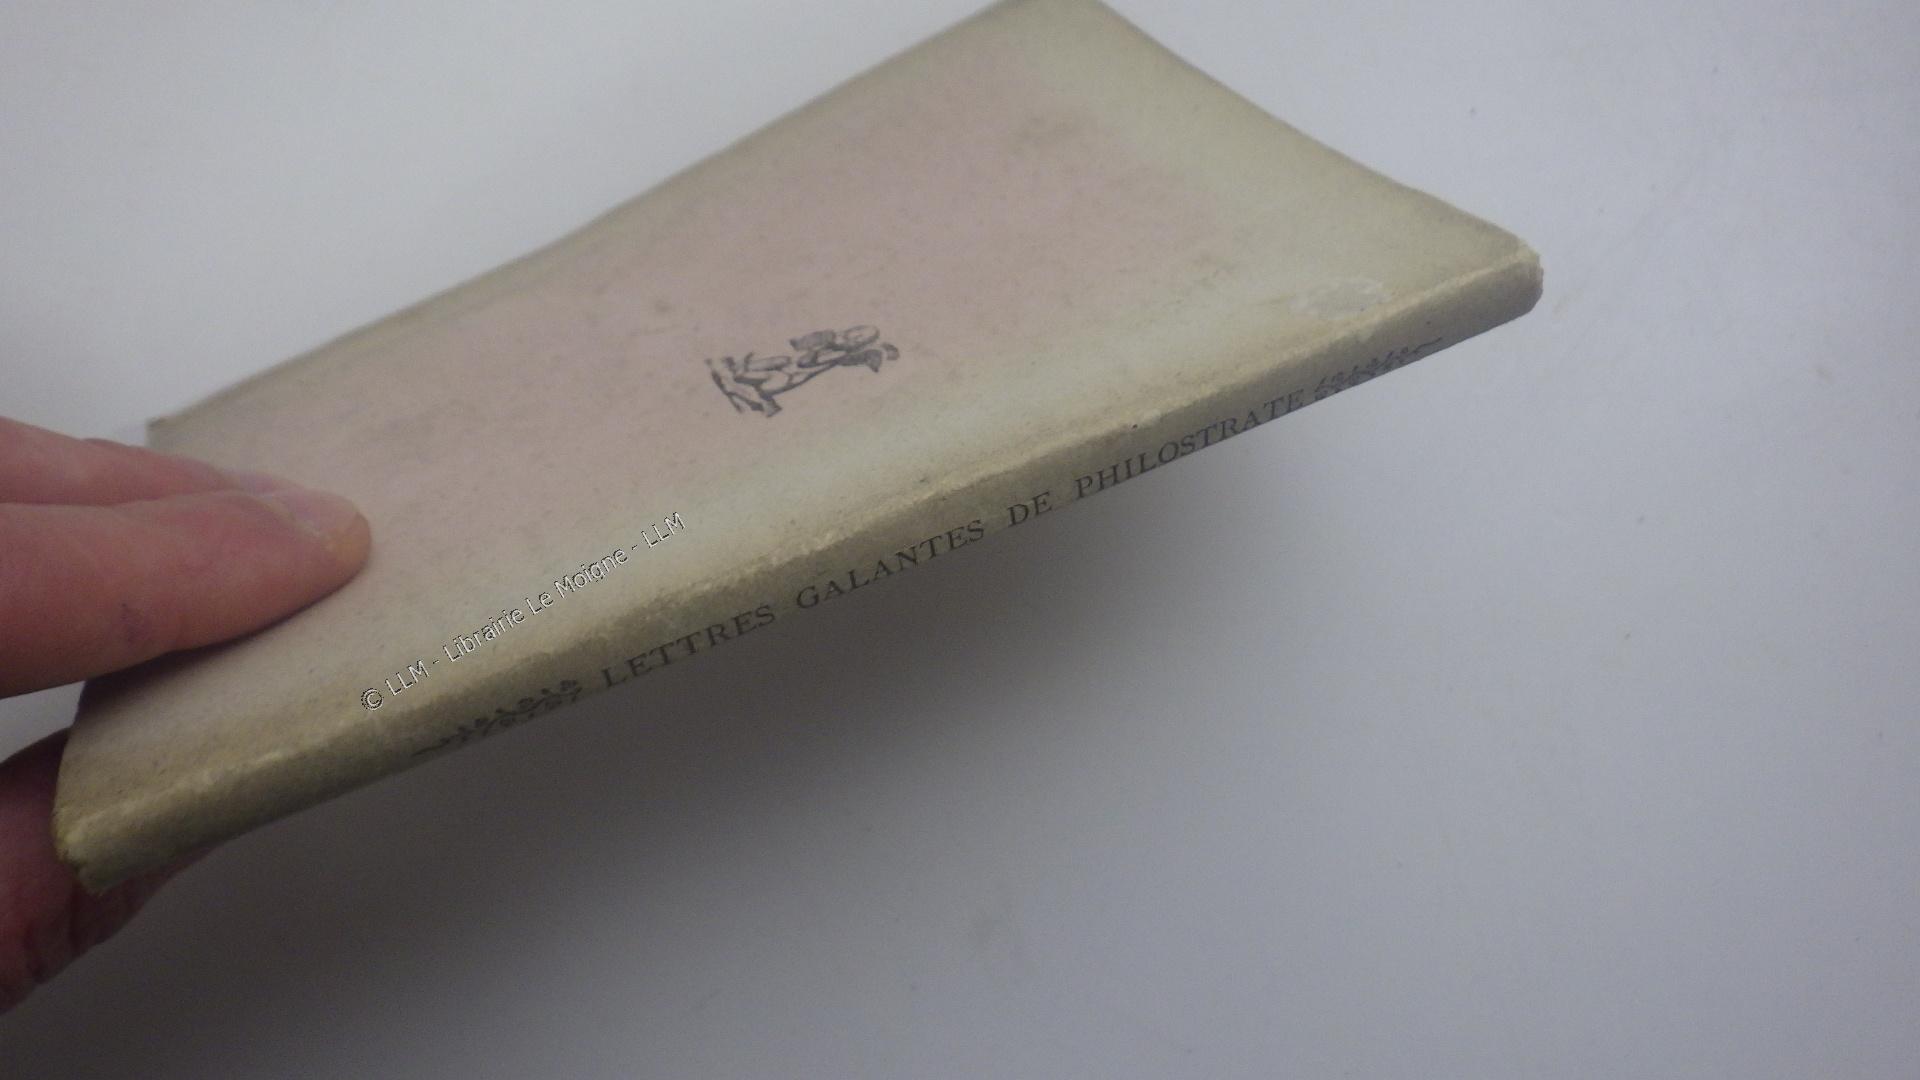 LETTRES GALANTES DE PHILOSTRATE
© LLM - Librairie Le Moigne - LLM